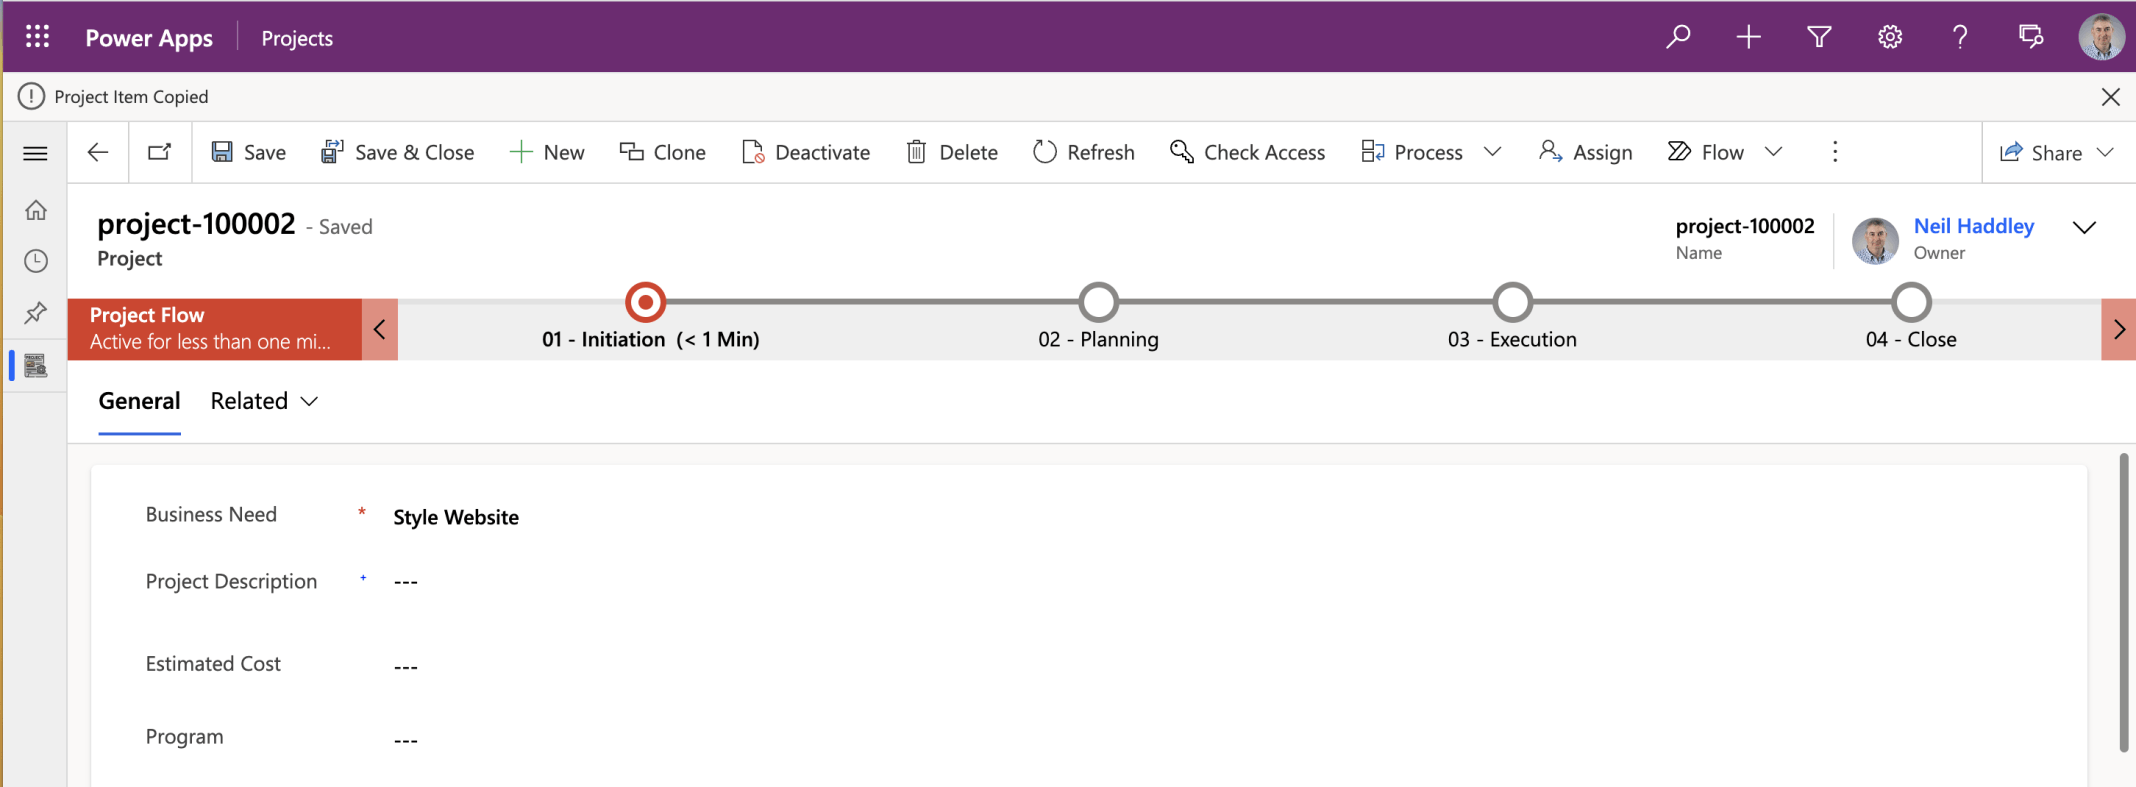 Power Apps Projects
Project Item Copied
Save Save & Close New Clone Deactivate Delete Refresh Check Access Process Assign Flow Share
project-100002 - Saved
Project
project-100002
Name
Neil Haddley
Owner
Project Flow
Active for less than one mi...
01 - Initiation (< 1 Min)
02 - Planning
03 - Execution
04 - Close
General Related
Business Need * Style Website
Project Description + ---
Estimated Cost ---
Program ---